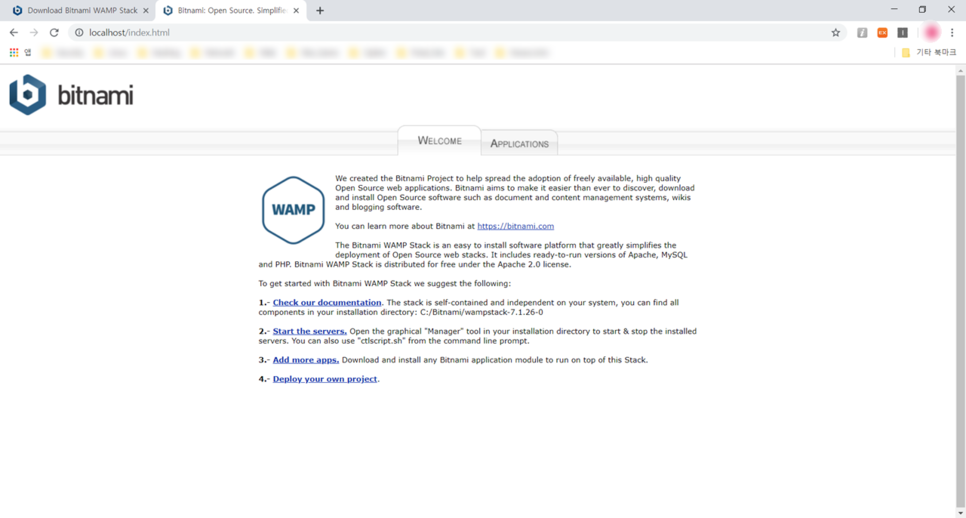 Download Bitnami WAMP Stack
Bitnami: Open Source. Simplifie
localhost/index.html
앱
기타 북마크
bitnami
WELCOME
APPLICATIONS
WAMP
We created the Bitnami Project to help spread the adoption of freely available, high quality
Open Source web applications. Bitnami aims to make it easier than ever to discover, download
and install Open Source software such as document and content management systems, wikis
and blogging software.
You can learn more about Bitnami at https://bitnami.com
The Bitnami WAMP Stack is an easy to install software platform that greatly simplifies the
deployment of Open Source web stacks. It includes ready-to-run versions of Apache, MySQL
and PHP. Bitnami WAMP Stack is distributed for free under the Apache 2.0 license.
To get started with Bitnami WAMP Stack we suggest the following:
1.- Check our documentation. The stack is self-contained and independent on your system, you can find all
components in your installation directory: C:/Bitnami/wampstack-7.1.26-0
2.- Start the servers. Open the graphical "Manager" tool in your installation directory to start & stop the installed
servers. You can also use "ctlscript.sh" from the command line prompt.
3.- Add more apps. Download and install any Bitnami application module to run on top of this Stack.
4.- Deploy your own project.